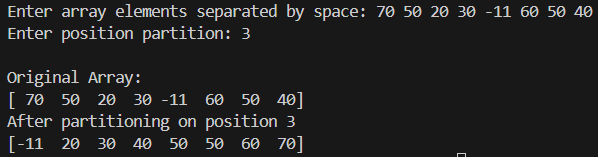 Enter array elements separated by space: 70 50 20 30 -11 60 50 40
Enter position partition: 3
Original Array:
[ 70  50  20  30 -11  60  50  40]
After partitioning on position 3
[-11  20  30  40  50  50  60  70]